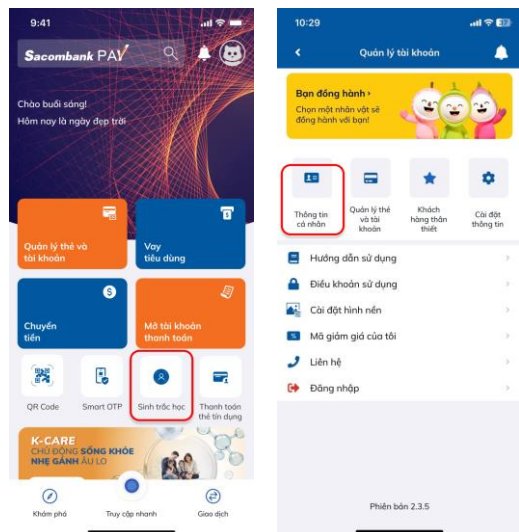 9:41
Sacombank PAY
Chào buổi sáng!
Hôm nay là ngày đẹp trời
Quản lý thẻ và
tài khoản
Vay
tiêu dùng
Chuyển
tiền
Mở tài khoản
thanh toán
QR Code
Smart OTP
Sinh trắc học
Thanh toán
thẻ tín dụng
K-CARE
CHỦ ĐỘNG SỐNG KHỎE
NHẸ GÁNH ÂU LO
Khám phá
Truy cập nhanh
Giao dịch
10:29
Quản lý tài khoản
Bạn đồng hành ›
Chọn một nhân vật sẽ
đồng hành với bạn!
Thông tin
cá nhân
Quản lý thẻ
và tài
khoản
Khách
hàng thân
thiết
Cài đặt
thông tin
Hướng dẫn sử dụng
Điều khoản sử dụng
Cài đặt hình nền
Mã giảm giá của tôi
Liên hệ
Đăng nhập
Phiên bản 2.3.5